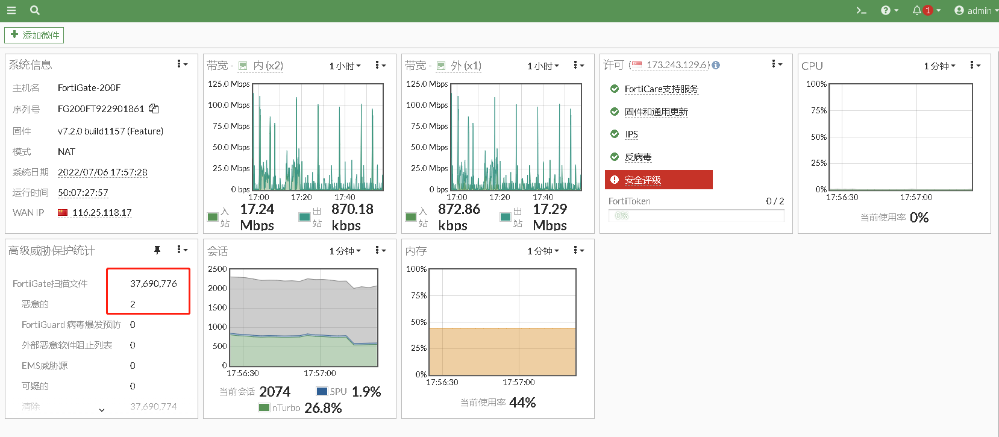 1
admin
添加微件
系统信息
主机名 FortiGate-200F
序列号 FG200FT922901861
固件 v7.2.0 build1157 (Feature)
模式 NAT
系统日期 2022/07/06 17:57:28
运行时间 50:07:27:57
WAN IP 116.25.118.17
带宽 - 内 (x2) 1 小时
125.0 Mbps
100.0 Mbps
75.0 Mbps
50.0 Mbps
25.0 Mbps
0 bps
17:00 17:20 17:40
入站 17.24 Mbps 出站 870.18 kbps
带宽 - 外 (x1) 1 小时
125.0 Mbps
100.0 Mbps
75.0 Mbps
50.0 Mbps
25.0 Mbps
0 bps
17:00 17:20 17:40
入站 872.86 kbps 出站 17.29 Mbps
许可 (173.243.129.6)
FortiCare支持服务
固件和通用更新
IPS
反病毒
安全评级
FortiToken 0 / 2
0%
CPU 1 分钟
100%
75%
50%
25%
0%
17:56:30 17:57:00
当前使用率 0%
高级威胁保护统计
FortiGate扫描文件 37,690,776
恶意的 2
FortiGuard 病毒爆发预防 0
外部恶意软件阻止列表 0
EMS威胁源 0
可疑的 0
清除 37,690,774
会话 1 分钟
2500
2000
1500
1000
500
0
17:56:30 17:57:00
当前会话 2074 SPU 1.9%
nTurbo 26.8%
内存 1 分钟
100%
75%
50%
25%
0%
17:56:30 17:57:00
当前使用率 44%